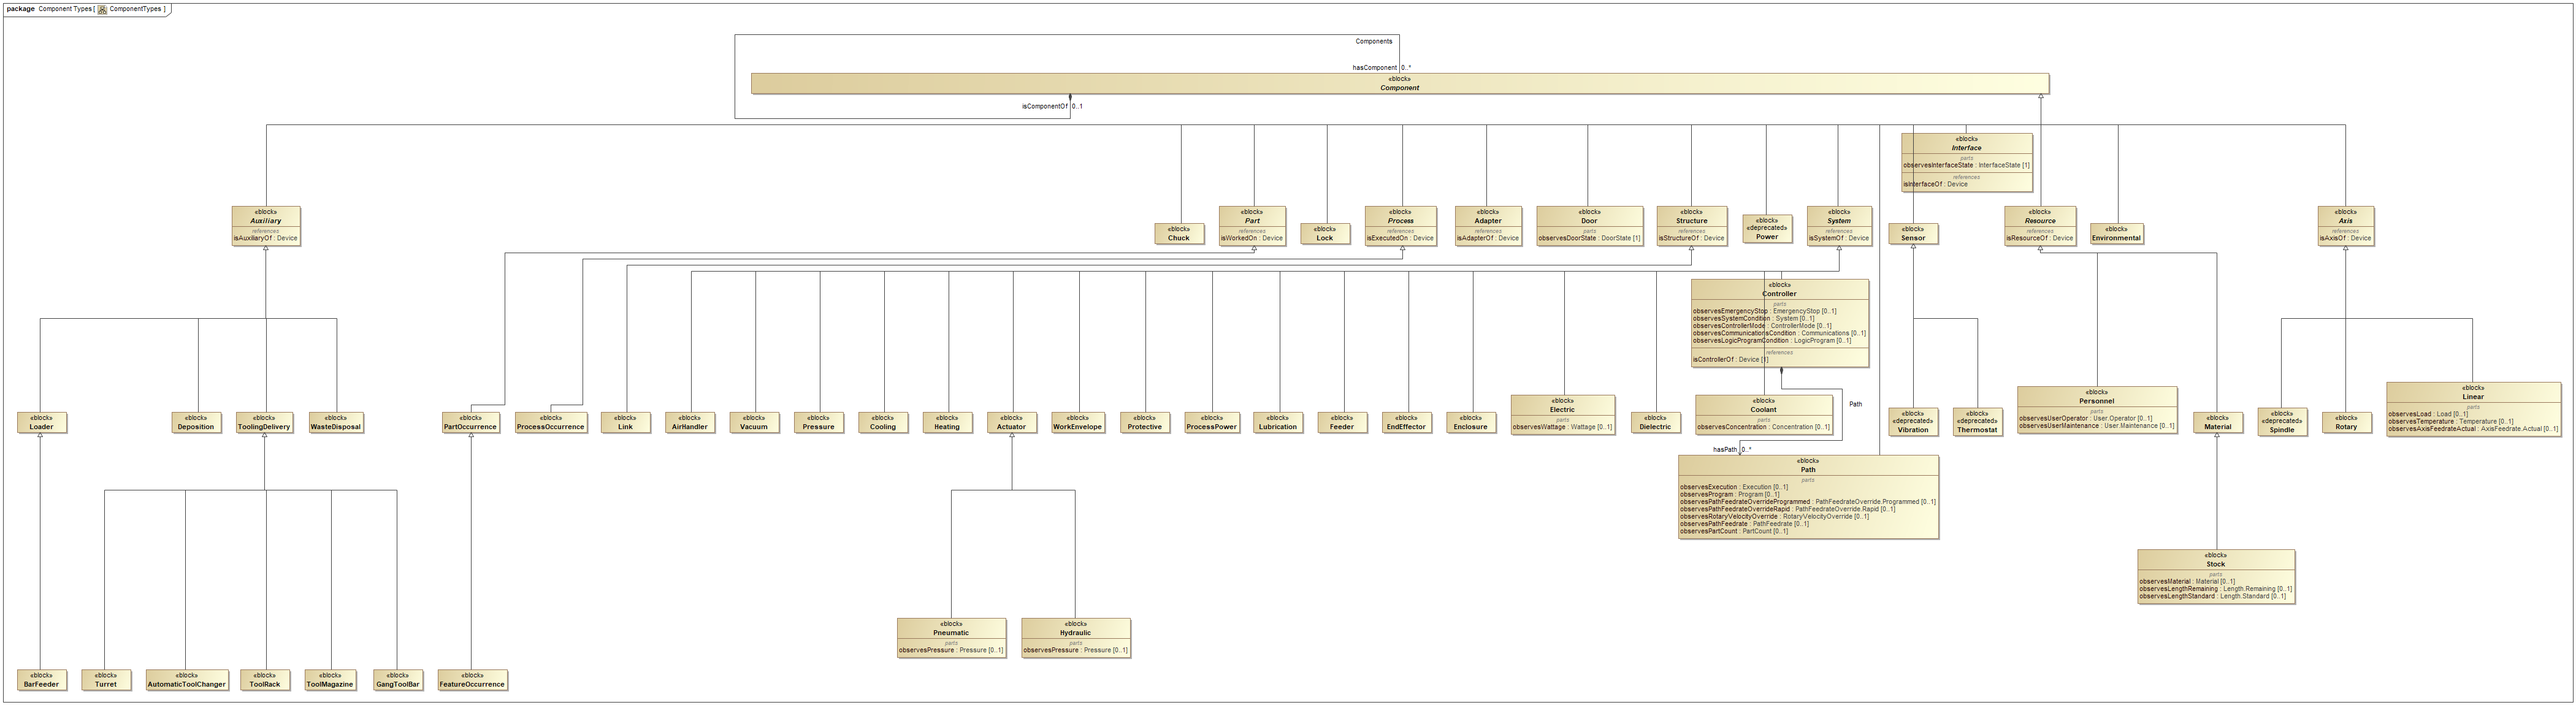 package Component Types [ ComponentTypes ]
Components
hasComponent 0..*
«block»
Component
isComponentOf 0..1
«block»
Interface
parts
observesInterfaceState : InterfaceState [1]
references
isInterfaceOf : Device
«block»
Auxiliary
references
isAuxiliaryOf : Device
«block»
Chuck
«block»
Part
references
isWorkedOn : Device
«block»
Lock
«block»
Process
references
isExecutedOn : Device
«block»
Adapter
references
isAdapterOf : Device
«block»
Door
parts
observesDoorState : DoorState [1]
«block»
Structure
references
isStructureOf : Device
«block»
«deprecated»
Power
«block»
System
references
isSystemOf : Device
«block»
Sensor
«block»
Resource
references
isResourceOf : Device
«block»
Environmental
«block»
Axis
references
isAxisOf : Device
«block»
Controller
parts
observesEmergencyStop : EmergencyStop [0..1]
observesSystemCondition : System [0..1]
observesControllerMode : ControllerMode [0..1]
observesCommunicationsCondition : Communications [0..1]
observesLogicProgramCondition : LogicProgram [0..1]
references
isControllerOf : Device [1]
«block»
Loader
«block»
Deposition
«block»
ToolingDelivery
«block»
WasteDisposal
«block»
PartOccurrence
«block»
ProcessOccurrence
«block»
Link
«block»
AirHandler
«block»
Vacuum
«block»
Pressure
«block»
Cooling
«block»
Heating
«block»
Actuator
«block»
WorkEnvelope
«block»
Protective
«block»
ProcessPower
«block»
Lubrication
«block»
Feeder
«block»
EndEffector
«block»
Enclosure
«block»
Electric
parts
observesWattage : Wattage [0..1]
«block»
Dielectric
«block»
Coolant
parts
observesConcentration : Concentration [0..1]
Path
hasPath 0..*
«block»
«deprecated»
Vibration
«block»
«deprecated»
Thermostat
«block»
Personnel
parts
observesUserOperator : User.Operator [0..1]
observesUserMaintenance : User.Maintenance [0..1]
«block»
Material
«block»
«deprecated»
Spindle
«block»
Rotary
«block»
Linear
parts
observesLoad : Load [0..1]
observesTemperature : Temperature [0..1]
observesAxisFeedrateActual : AxisFeedrate.Actual [0..1]
«block»
Path
parts
observesExecution : Execution [0..1]
observesProgram : Program [0..1]
observesPathFeedrateOverrideProgrammed : PathFeedrateOverride.Programmed [0..1]
observesPathFeedrateOverrideRapid : PathFeedrateOverride.Rapid [0..1]
observesRotaryVelocityOverride : RotaryVelocityOverride [0..1]
observesPathFeedrate : PathFeedrate [0..1]
observesPartCount : PartCount [0..1]
«block»
Stock
parts
observesMaterial : Material [0..1]
observesLengthRemaining : Length.Remaining [0..1]
observesLengthStandard : Length.Standard [0..1]
«block»
Pneumatic
parts
observesPressure : Pressure [0..1]
«block»
Hydraulic
parts
observesPressure : Pressure [0..1]
«block»
BarFeeder
«block»
Turret
«block»
AutomaticToolChanger
«block»
ToolRack
«block»
ToolMagazine
«block»
GangToolBar
«block»
FeatureOccurrence